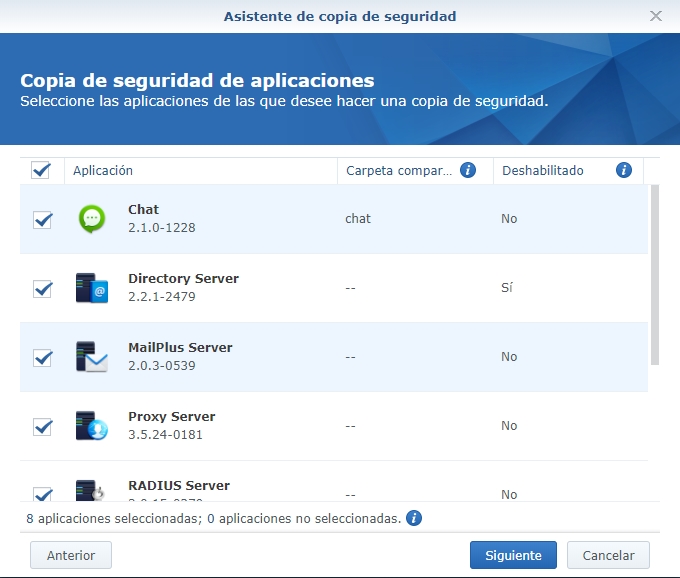 Asistente de copia de seguridad
Copia de seguridad de aplicaciones
Seleccione las aplicaciones de las que desee hacer una copia de seguridad.
Aplicación Carpeta compar... Deshabilitado
Chat
2.1.0-1228 chat No
Directory Server
2.2.1-2479 -- Sí
MailPlus Server
2.0.3-0539 -- No
Proxy Server
3.5.24-0181 -- No
RADIUS Server
-- No
8 aplicaciones seleccionadas; 0 aplicaciones no seleccionadas.
Anterior Siguiente Cancelar